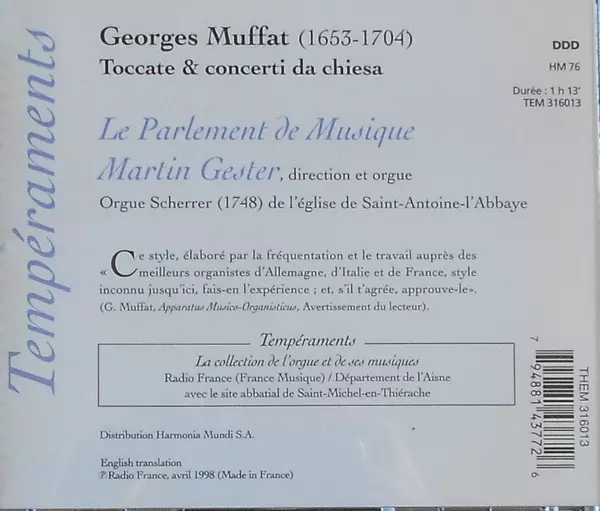 Tempéraments
Georges Muffat (1653-1704)
Toccate & concerti da chiesa
DDD
HM 76
Durée : 1 h 13'
TEM 316013
Le Parlement de Musique
Martin Gester, direction et orgue
Orgue Scherrer (1748) de l'église de Saint-Antoine-l'Abbaye
« Ce style, élaboré par la fréquentation et le travail auprès des
meilleurs organistes d'Allemagne, d'Italie et de France, style
inconnu jusqu'ici, fais-en l'expérience ; et, s'il t'agrée, approuve-le».
(G. Muffat, Apparatus Musico-Organisticus, Avertissement du lecteur).
Tempéraments
La collection de l'orgue et de ses musiques
Radio France (France Musique) / Département de l'Aisne
avec le site abbatial de Saint-Michel-en-Thiérache
Distribution Harmonia Mundi S.A.
English translation
℗ Radio France, avril 1998 (Made in France)
7 94881 43772 6
THEM 316013